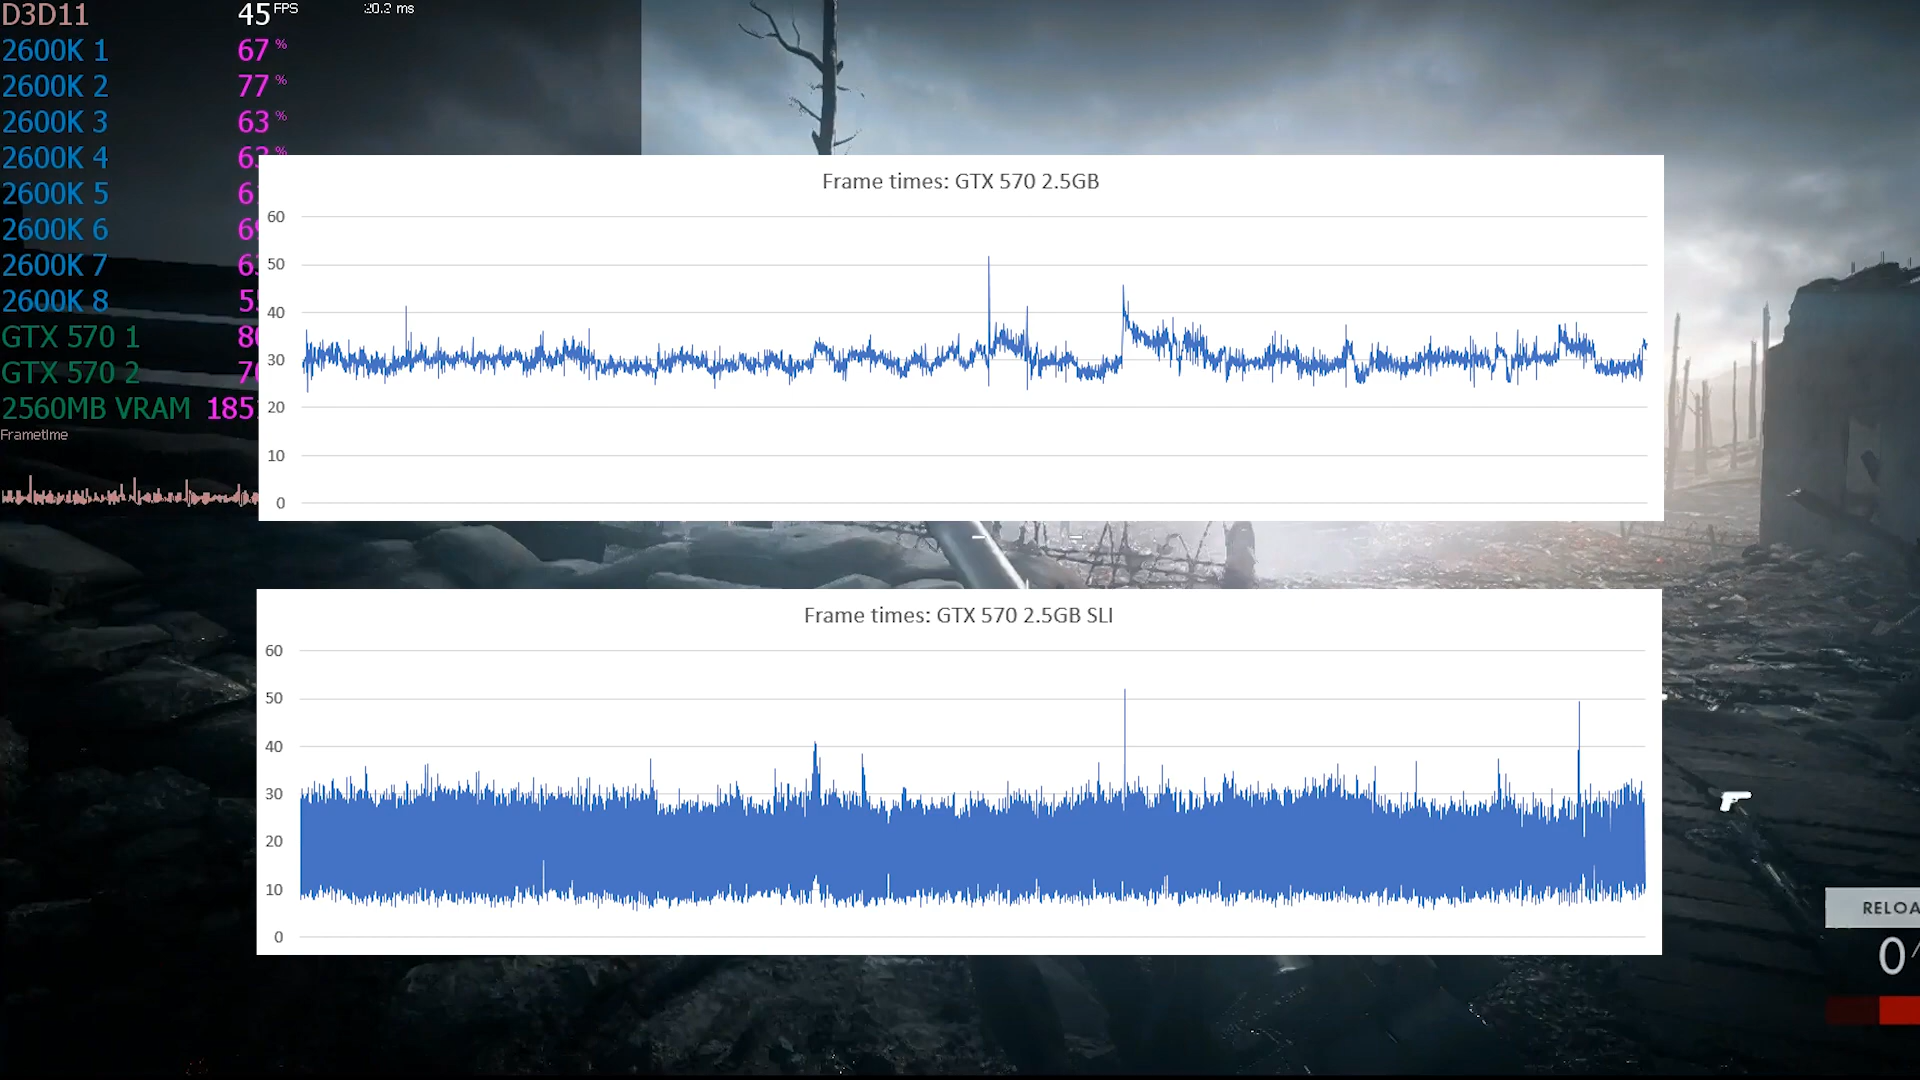 D3D11 45 FPS 20.2 ms
2600K 1 67 %
2600K 2 77 %
2600K 3 63 %
2600K 4 %
2600K 5
2600K 6
2600K 7
2600K 8
GTX 570 1
GTX 570 2
2560MB VRAM
Frametime
Frame times: GTX 570 2.5GB
60
50
40
30
20
10
0
Frame times: GTX 570 2.5GB SLI
60
50
40
30
20
10
0
RELOA
0/